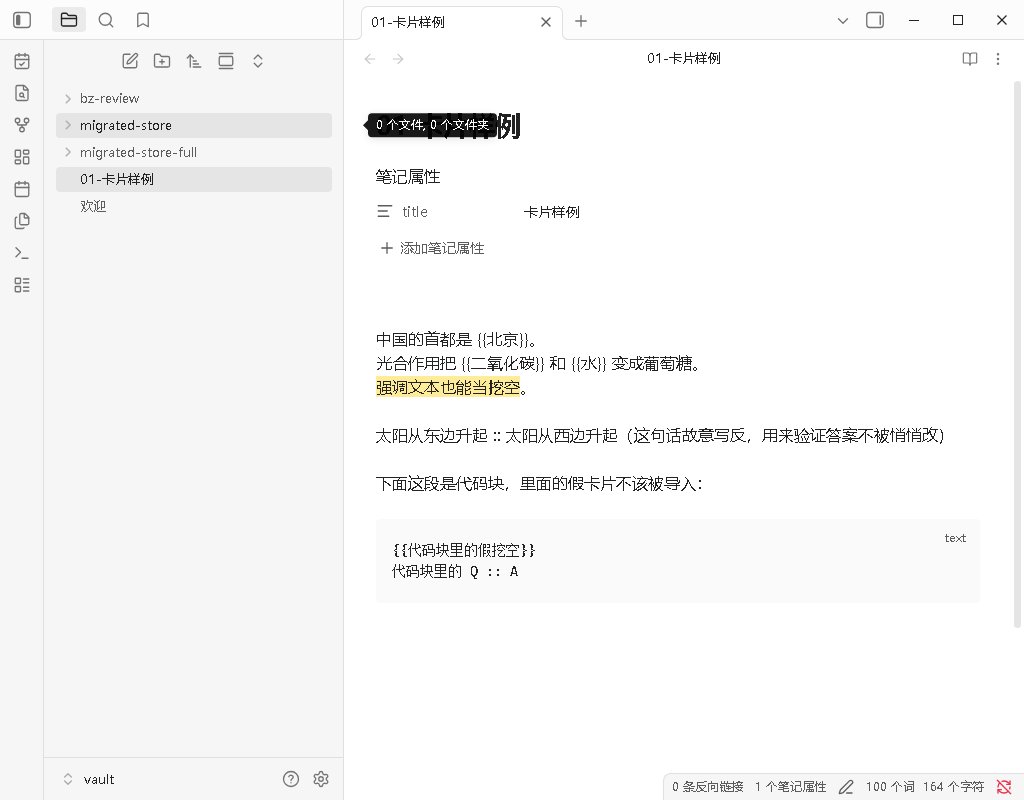 01-卡片样例
01-卡片样例
bz-review
migrated-store
migrated-store-full
01-卡片样例
欢迎
0 个文件, 0 个文件夹
样例
笔记属性
title 卡片样例
添加笔记属性
中国的首都是 {{北京}}。
光合作用把 {{二氧化碳}} 和 {{水}} 变成葡萄糖。
强调文本也能当挖空。
太阳从东边升起 :: 太阳从西边升起（这句话故意写反，用来验证答案不被悄悄改）
下面这段是代码块，里面的假卡片不该被导入：
text
{{代码块里的假挖空}}
代码块里的 Q :: A
vault
0 条反向链接 1 个笔记属性 100 个词 164 个字符